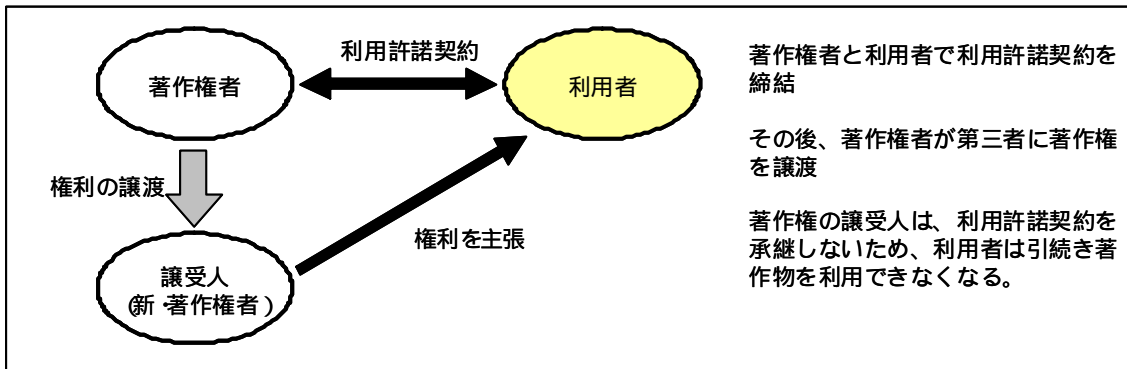 利用許諾契約
著作権者
利用者
権利の譲渡
権利を主張
譲受人
(新・著作権者)
著作権者と利用者で利用許諾契約を
締結
その後、著作権者が第三者に著作権
を譲渡
著作権の譲受人は、利用許諾契約を
承継しないため、利用者は引続き著
作物を利用できなくなる。